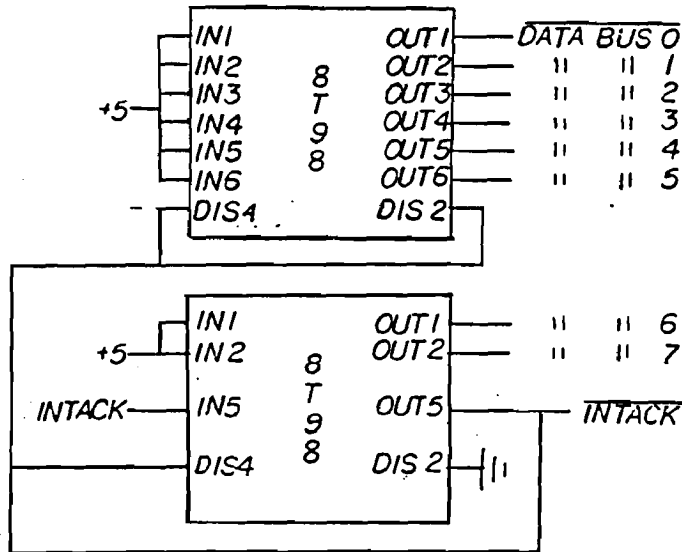 IN1 OUT1 DATA BUS 0
IN2 8 OUT2 " " 1
IN3 T OUT3 " " 2
+5 IN4 9 OUT4 " " 3
IN5 8 OUT5 " " 4
IN6 OUT6 " " 5
DIS4 DIS 2
IN1 OUT1 " " 6
+5 IN2 8 OUT2 " " 7
INTACK IN5 T OUT5 INTACK
9
DIS4 8 DIS 2